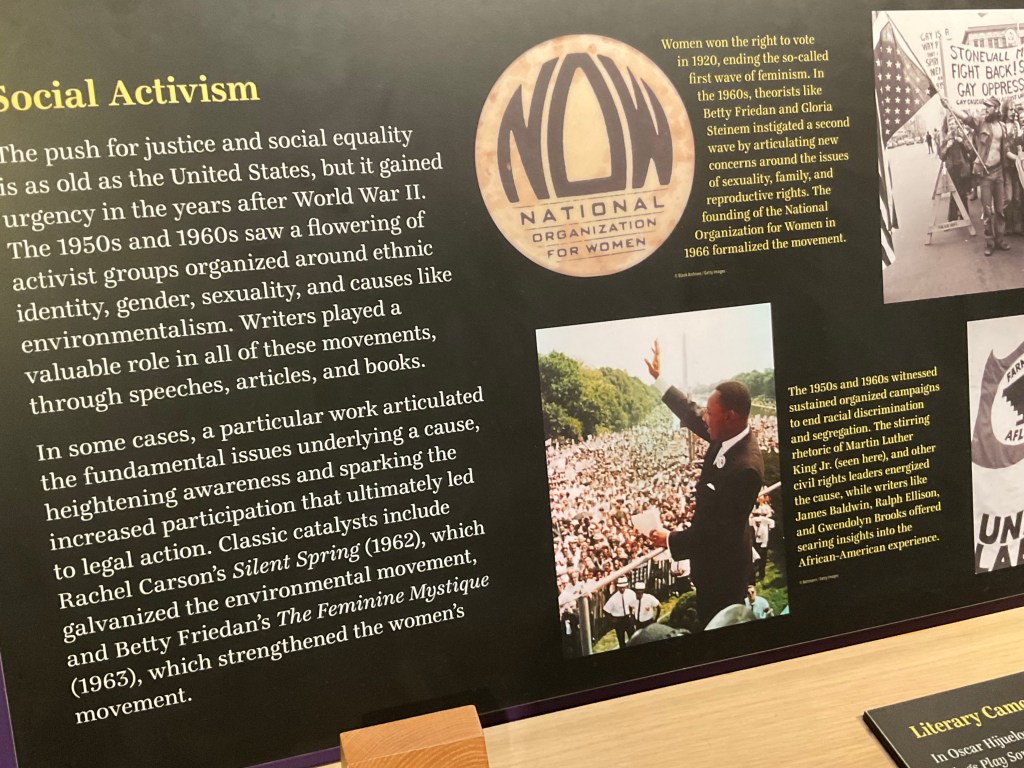 Social Activism
The push for justice and social equality
is as old as the United States, but it gained
urgency in the years after World War II.
The 1950s and 1960s saw a flowering of
activist groups organized around ethnic
identity, gender, sexuality, and causes like
environmentalism. Writers played a
valuable role in all of these movements,
through speeches, articles, and books.
In some cases, a particular work articulated
the fundamental issues underlying a cause,
heightening awareness and sparking the
increased participation that ultimately led
to legal action. Classic catalysts include
Rachel Carson's Silent Spring (1962), which
galvanized the environmental movement,
and Betty Friedan's The Feminine Mystique
(1963), which strengthened the women's
movement.
NOW
NATIONAL
ORGANIZATION
FOR WOMEN
Women won the right to vote
in 1920, ending the so-called
first wave of feminism. In
the 1960s, theorists like
Betty Friedan and Gloria
Steinem instigated a second
wave by articulating new
concerns around the issues
of sexuality, family, and
reproductive rights. The
founding of the National
Organization for Women in
1966 formalized the movement.
GAY IS
STONEWALL M
FIGHT BACK! S
GAY OPPRESS
GAY CAUCUS
The 1950s and 1960s witnessed
sustained organized campaigns
to end racial discrimination
and segregation. The stirring
rhetoric of Martin Luther
King Jr. (seen here), and other
civil rights leaders energized
the cause, while writers like
James Baldwin, Ralph Ellison,
and Gwendolyn Brooks offered
searing insights into the
African-American experience.
FARM
AFL
UN
LA
Literary Came
In Oscar Hijuelo